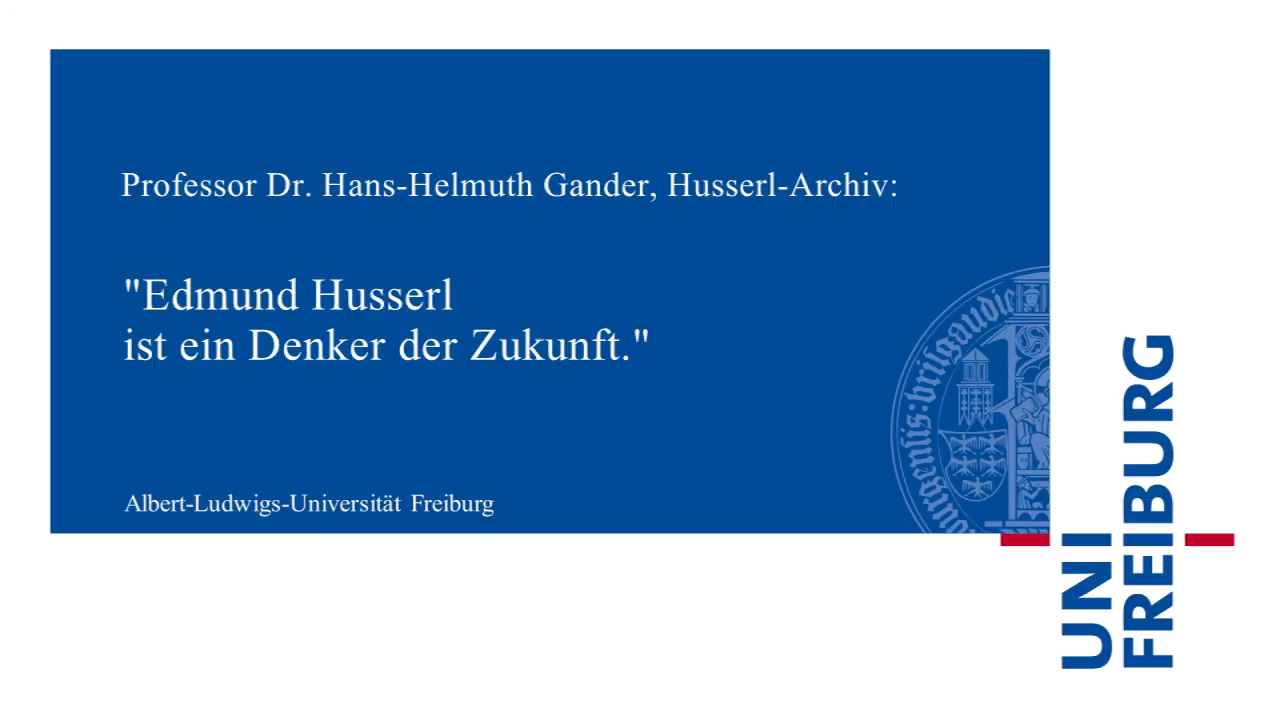 Professor Dr. Hans-Helmuth Gander, Husserl-Archiv:
"Edmund Husserl
ist ein Denker der Zukunft."
Albert-Ludwigs-Universität Freiburg
UNI
FREIBURG